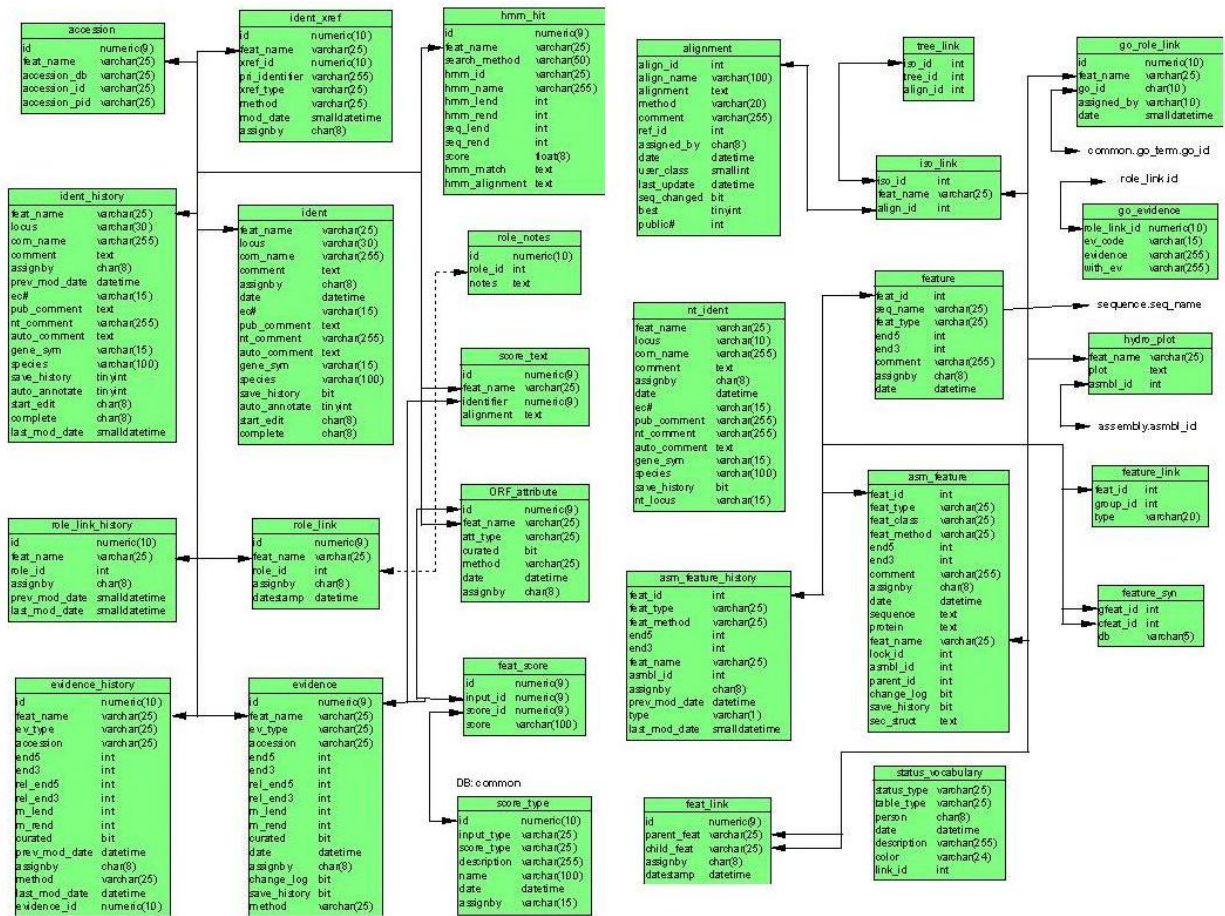 accession
id numeric(9)
feat_name varchar(25)
accession_db varchar(25)
accession_id varchar(25)
accession_pid varchar(25)
ident_xref
id numeric(10)
feat_name varchar(25)
xref_id numeric(10)
pri_identifier varchar(255)
xref_type varchar(25)
method varchar(25)
mod_date smalldatetime
assignby char(8)
hmm_hit
id numeric(9)
feat_name varchar(25)
search_method varchar(50)
hmm_id varchar(25)
hmm_name varchar(255)
hmm_lend int
hmm_rend int
seq_lend int
seq_rend int
score float(8)
hmm_match text
hmm_alignment text
ident_history
feat_name varchar(25)
locus varchar(30)
com_name varchar(255)
comment text
assignby char(8)
prev_mod_date datetime
ec# varchar(15)
pub_comment text
nt_comment varchar(255)
auto_comment text
gene_sym varchar(15)
species varchar(100)
save_history tinyint
auto_annotate tinyint
start_edit char(8)
complete char(8)
last_mod_date smalldatetime
ident
feat_name varchar(25)
locus varchar(30)
com_name varchar(255)
comment text
assignby char(8)
date datetime
ec# varchar(15)
pub_comment text
nt_comment varchar(255)
auto_comment text
gene_sym varchar(15)
species varchar(100)
save_history bit
auto_annotate tinyint
start_edit char(8)
complete char(8)
role_notes
id numeric(10)
role_id int
notes text
score_text
id numeric(9)
feat_name varchar(25)
identifier numeric(9)
alignment text
ORF_attribute
id numeric(9)
feat_name varchar(25)
att_type varchar(25)
curated bit
method varchar(25)
date datetime
assignby char(8)
role_link_history
id numeric(10)
feat_name varchar(25)
role_id int
assignby char(8)
prev_mod_date smalldatetime
last_mod_date smalldatetime
role_link
id numeric(9)
feat_name varchar(25)
role_id int
assignby char(8)
datestamp datetime
feat_score
id numeric(9)
input_id numeric(9)
score_id numeric(9)
score varchar(100)
evidence_history
id numeric(10)
feat_name varchar(25)
ev_type varchar(25)
accession varchar(25)
end5 int
end3 int
rel_end5 int
rel_end3 int
m_lend int
m_rend int
curated bit
prev_mod_date datetime
assignby char(8)
method varchar(25)
last_mod_date datetime
evidence_id numeric(10)
evidence
id numeric(9)
feat_name varchar(25)
ev_type varchar(25)
accession varchar(25)
end5 int
end3 int
rel_end5 int
rel_end3 int
m_lend int
m_rend int
curated bit
date datetime
assignby char(8)
change_log bit
save_history bit
method varchar(25)
DB: common
score_type
id numeric(10)
input_type varchar(25)
score_type varchar(25)
description varchar(255)
name varchar(100)
date datetime
assignby varchar(15)
alignment
align_id int
align_name varchar(100)
alignment text
method varchar(20)
comment varchar(255)
ref_id int
assigned_by char(8)
date datetime
user_class smallint
last_update datetime
seq_changed bit
best tinyint
public# int
tree_link
iso_id int
tree_id int
align_id int
go_role_link
id numeric(10)
feat_name varchar(25)
go_id char(10)
assigned_by varchar(10)
date smalldatetime
common.go_term.go_id
iso_link
iso_id int
feat_name varchar(25)
align_id int
role_link.id
go_evidence
role_link_id numeric(10)
ev_code varchar(15)
evidence varchar(255)
with_ev varchar(255)
feature
feat_id int
seq_name varchar(25)
feat_type varchar(25)
end5 int
end3 int
comment varchar(255)
assignby char(8)
date datetime
sequence.seq_name
nt_ident
feat_name varchar(25)
locus varchar(10)
com_name varchar(255)
comment text
assignby char(8)
date datetime
ec# varchar(15)
pub_comment varchar(255)
nt_comment varchar(255)
auto_comment text
gene_sym varchar(15)
species varchar(100)
save_history bit
nt_locus varchar(15)
hydro_plot
feat_name varchar(25)
plot text
asmbl_id int
assembly.asmbl_id
feature_link
feat_id int
group_id int
type varchar(20)
asm_feature
feat_id int
feat_type varchar(25)
feat_class varchar(25)
feat_method varchar(25)
end5 int
end3 int
comment varchar(255)
assignby char(8)
date datetime
sequence text
protein text
feat_name varchar(25)
lock_id int
asmbl_id int
parent_id int
change_log bit
save_history bit
sec_struct text
asm_feature_history
feat_id int
feat_type varchar(25)
feat_method varchar(25)
end5 int
end3 int
feat_name varchar(25)
asmbl_id int
assignby char(8)
prev_mod_date datetime
type varchar(1)
last_mod_date smalldatetime
feature_syn
gfeat_id int
cfeat_id int
db varchar(5)
feat_link
id numeric(9)
parent_feat varchar(25)
child_feat varchar(25)
assignby char(8)
datestamp datetime
status_vocabulary
status_type varchar(25)
table_type varchar(25)
person char(8)
date datetime
description varchar(255)
color varchar(24)
link_id int